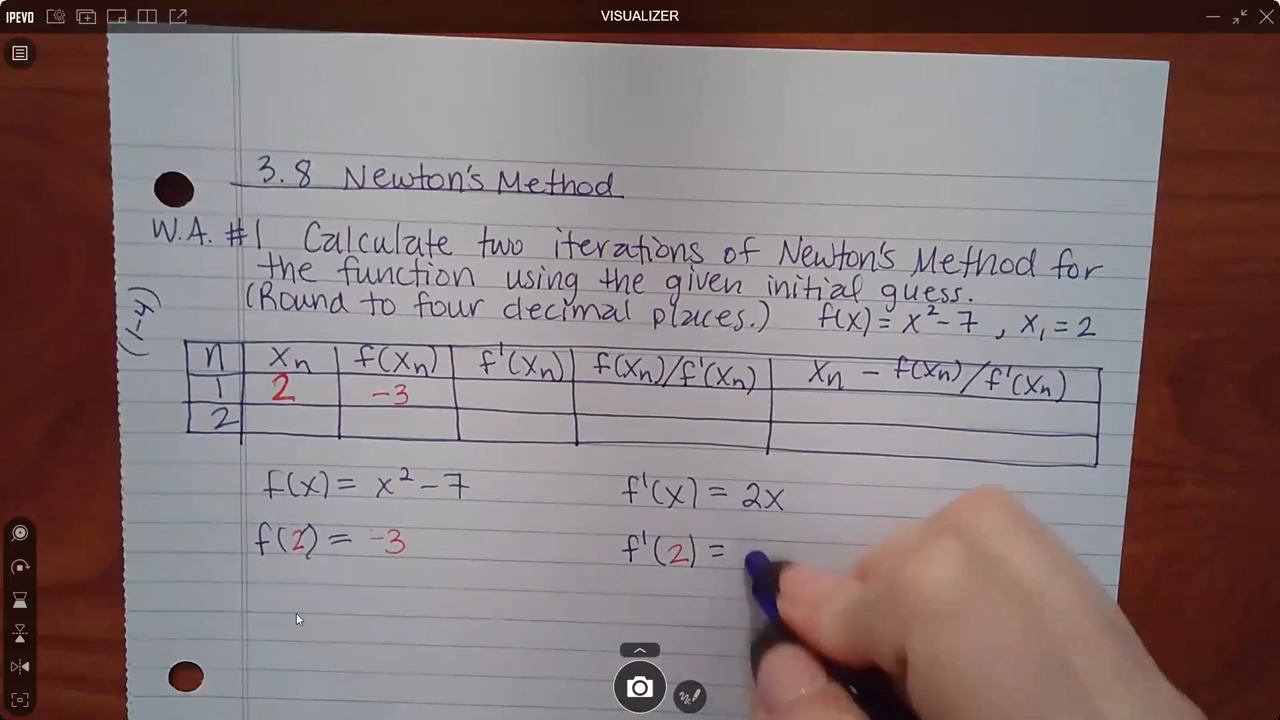 IPEVO
VISUALIZER
3.8 Newton's Method
W.A. #1 Calculate two iterations of Newton's Method for
the function using the given initial guess.
(Round to four decimal places.) f(x) = x²-7 , x₁ = 2
(1-4)
n xₙ f(xₙ) f'(xₙ) f(xₙ)/f'(xₙ) xₙ - f(xₙ)/f'(xₙ)
1 2 -3
2
f(x) = x²-7 f'(x) = 2x
f(2) = -3 f'(2) =